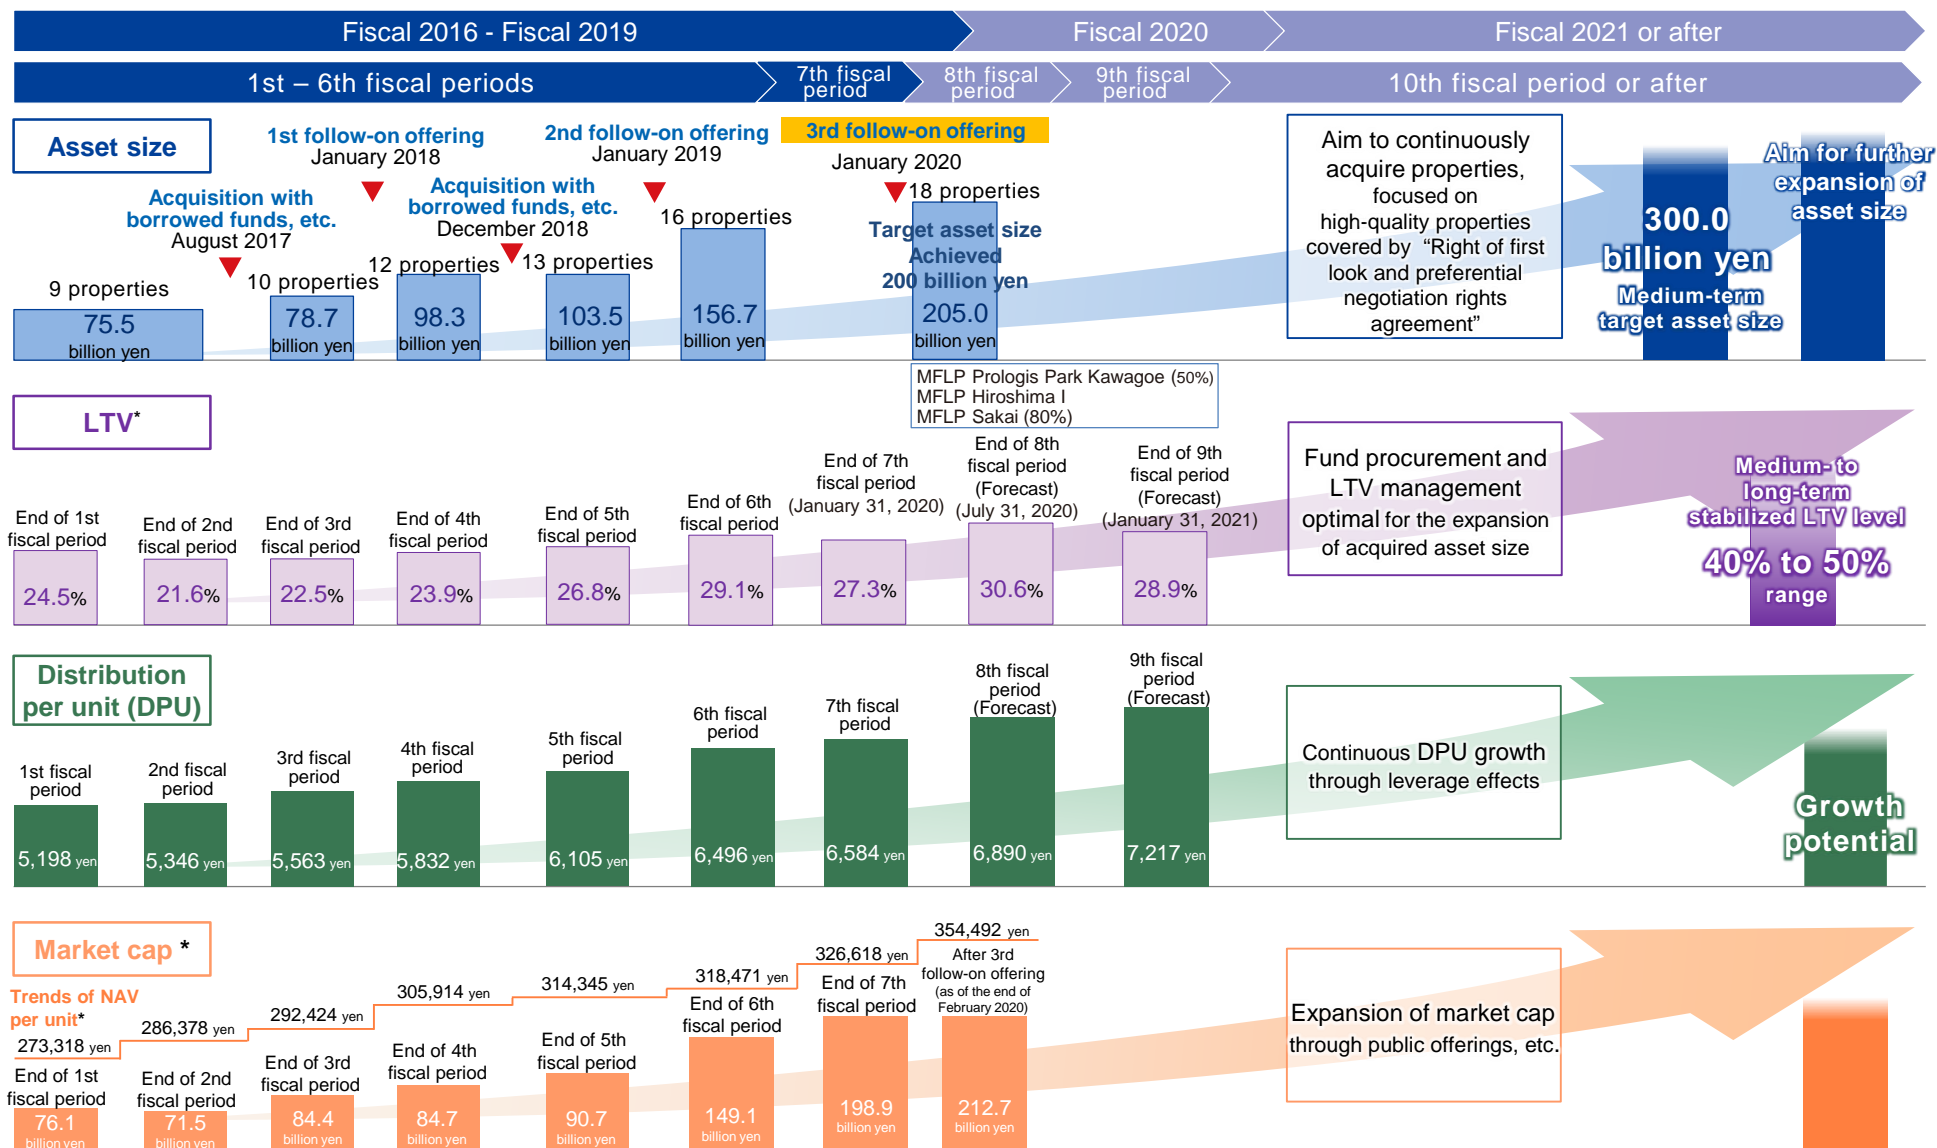 Fiscal 2016 - Fiscal 2019
Fiscal 2020
Fiscal 2021 or after
1st – 6th fiscal periods
7th fiscal
period
8th fiscal
period
9th fiscal
period
10th fiscal period or after
Asset size
1st follow-on offering
January 2018
2nd follow-on offering
January 2019
3rd follow-on offering
January 2020
Acquisition with
borrowed funds, etc.
August 2017
Acquisition with
borrowed funds, etc.
December 2018
9 properties
75.5
billion yen
10 properties
78.7
billion yen
12 properties
98.3
billion yen
13 properties
103.5
billion yen
16 properties
156.7
billion yen
18 properties
Target asset size
Achieved
200 billion yen
205.0
billion yen
MFLP Prologis Park Kawagoe (50%)
MFLP Hiroshima I
MFLP Sakai (80%)
Aim to continuously
acquire properties,
focused on
high-quality properties
covered by “Right of first
look and preferential
negotiation rights
agreement”
300.0
billion yen
Medium-term
target asset size
Aim for further
expansion of
asset size
LTV*
End of 1st
fiscal period
24.5%
End of 2nd
fiscal period
21.6%
End of 3rd
fiscal period
22.5%
End of 4th
fiscal period
23.9%
End of 5th
fiscal period
26.8%
End of 6th
fiscal period
29.1%
End of 7th
fiscal period
(January 31, 2020)
27.3%
End of 8th
fiscal period
(Forecast)
(July 31, 2020)
30.6%
End of 9th
fiscal period
(Forecast)
(January 31, 2021)
28.9%
Fund procurement and
LTV management
optimal for the expansion
of acquired asset size
Medium- to
long-term
stabilized LTV level
40% to 50%
range
Distribution
per unit (DPU)
1st fiscal
period
5,198 yen
2nd fiscal
period
5,346 yen
3rd fiscal
period
5,563 yen
4th fiscal
period
5,832 yen
5th fiscal
period
6,105 yen
6th fiscal
period
6,496 yen
7th fiscal
period
6,584 yen
8th fiscal
period
(Forecast)
6,890 yen
9th fiscal
period
(Forecast)
7,217 yen
Continuous DPU growth
through leverage effects
Growth
potential
Market cap *
Trends of NAV
per unit*
273,318 yen
286,378 yen
292,424 yen
305,914 yen
314,345 yen
318,471 yen
326,618 yen
354,492 yen
End of 1st
fiscal period
76.1
billion yen
End of 2nd
fiscal period
71.5
billion yen
End of 3rd
fiscal period
84.4
billion yen
End of 4th
fiscal period
84.7
billion yen
End of 5th
fiscal period
90.7
billion yen
End of 6th
fiscal period
149.1
billion yen
End of 7th
fiscal period
198.9
billion yen
After 3rd
follow-on offering
(as of the end of
February 2020)
212.7
billion yen
Expansion of market cap
through public offerings, etc.